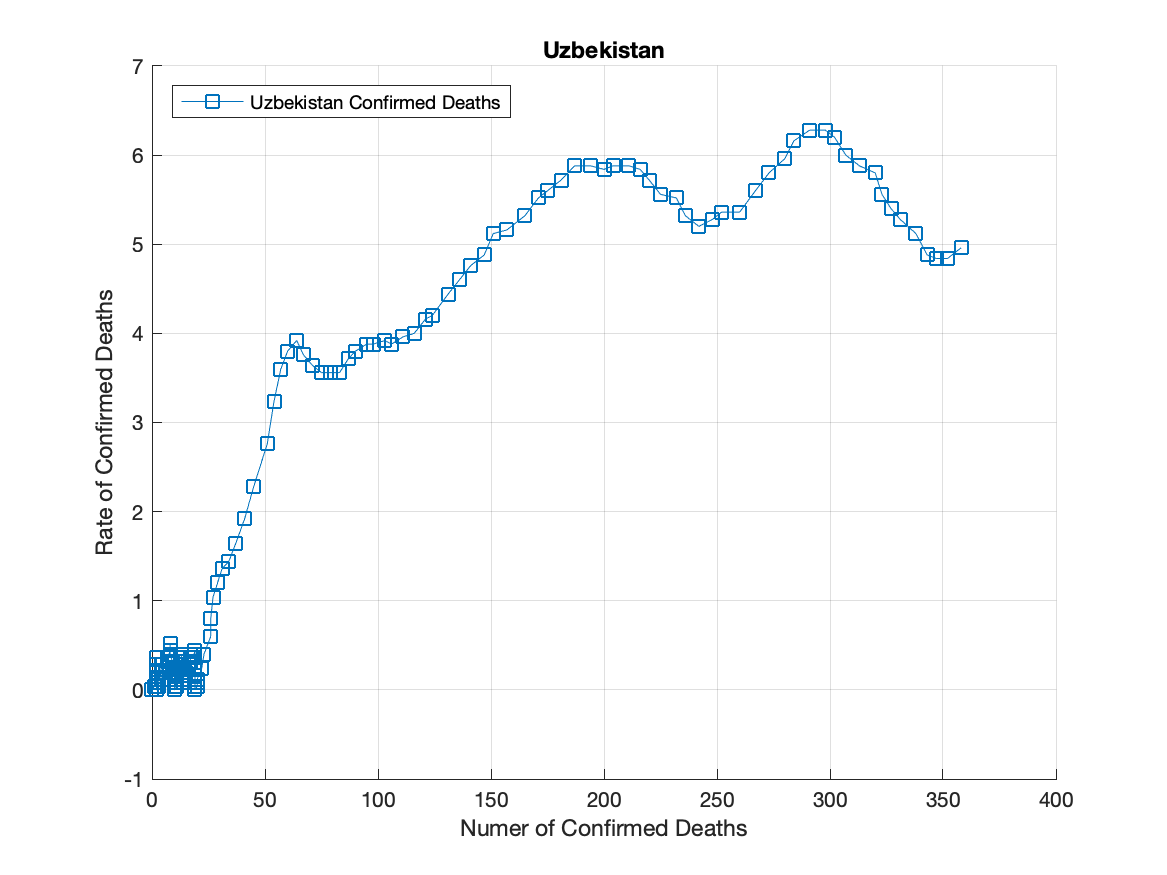 Uzbekistan
Uzbekistan Confirmed Deaths
7
6
5
4
3
2
1
0
-1
Rate of Confirmed Deaths
0 50 100 150 200 250 300 350 400
Numer of Confirmed Deaths